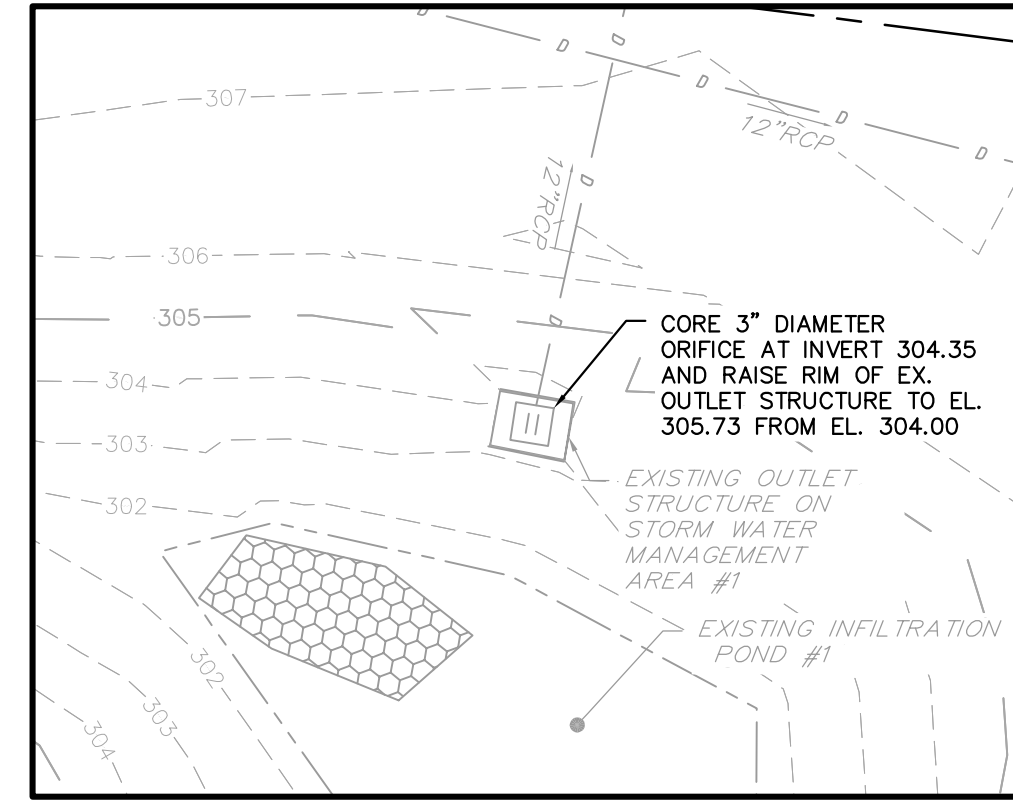 D
D
D
D
D
D
307
12"RCP
12"RCP
D
306
305
D
CORE 3” DIAMETER
ORIFICE AT INVERT 304.35
AND RAISE RIM OF EX.
OUTLET STRUCTURE TO EL.
305.73 FROM EL. 304.00
304
303
EXISTING OUTLET
STRUCTURE ON
STORM WATER
MANAGEMENT
AREA #1
302
EXISTING INFILTRATION
POND #1
302
303
304